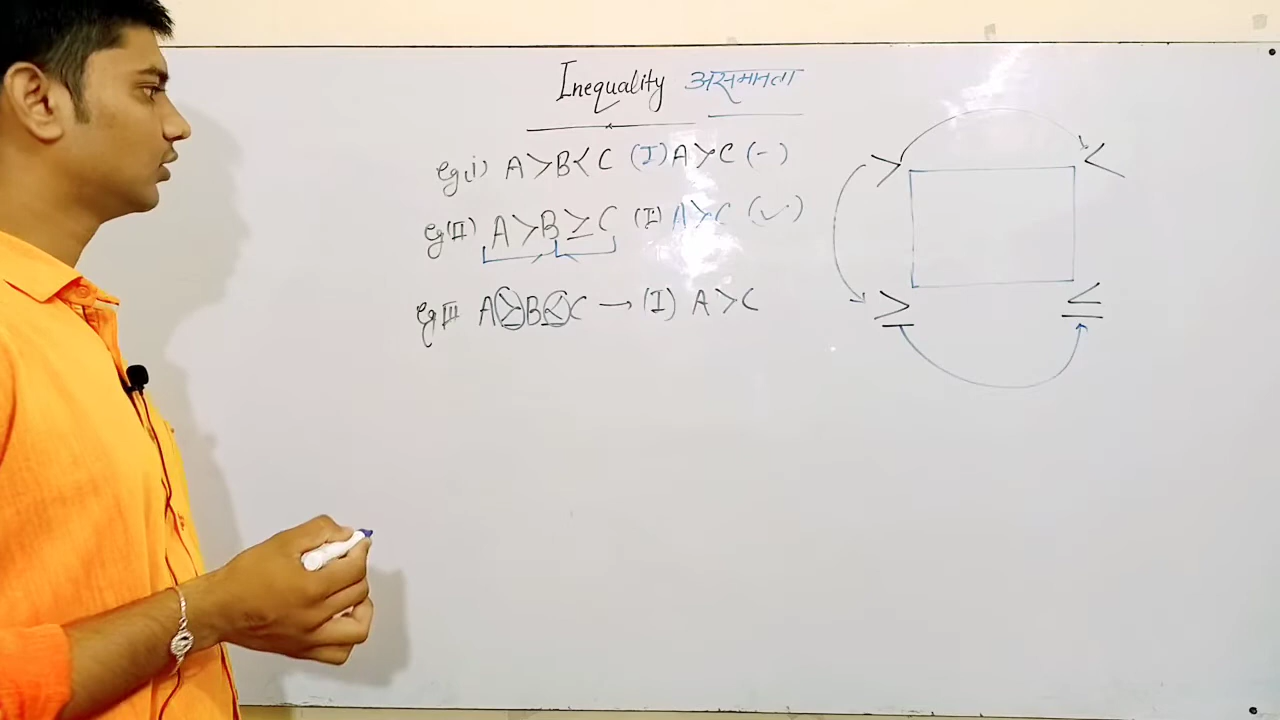 Inequality असमानता
eg(i) A>B<C (I) A>C (-)
eg(II) A>B≥C (I) A>C (✓)
eg III A≥B≤C → (I) A>C
> <
≥ ≤